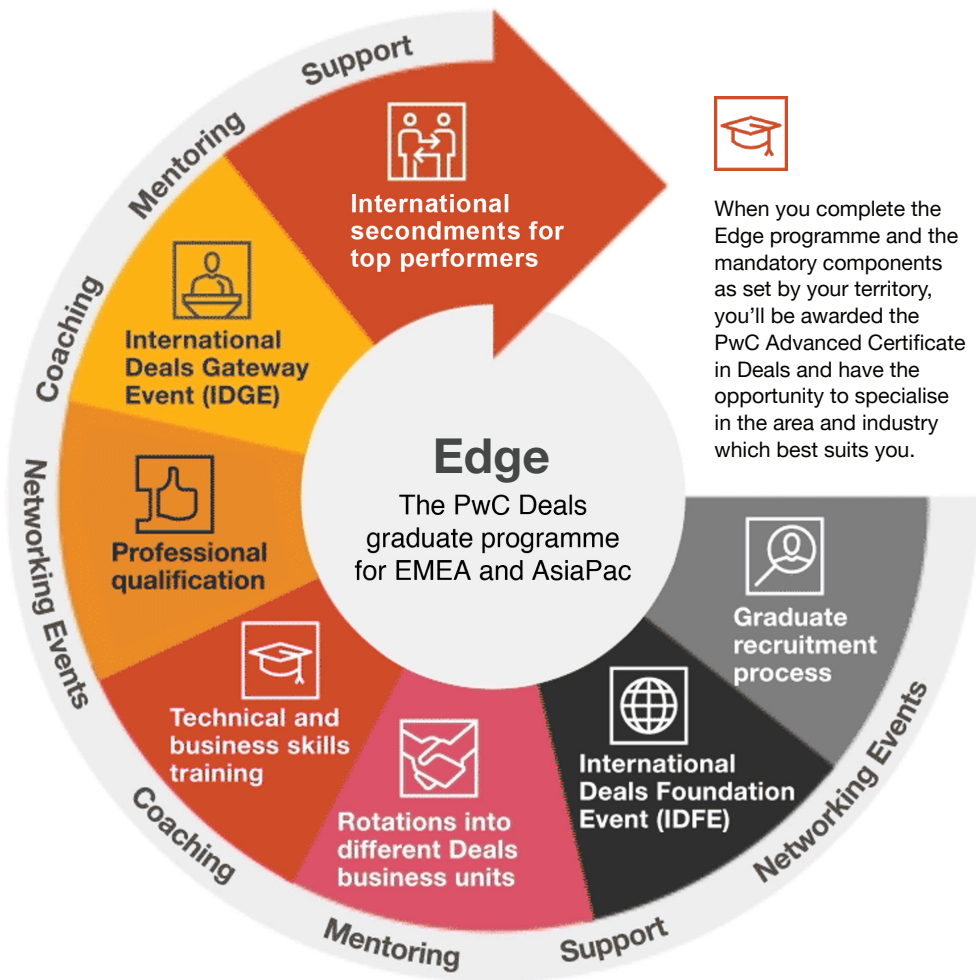 Support
Mentoring
Coaching
Networking Events
Coaching
Mentoring
Support
Networking Events
International
secondments for
top performers
International
Deals Gateway
Event (IDGE)
Professional
qualification
Technical and
business skills
training
Rotations into
different Deals
business units
International
Deals Foundation
Event (IDFE)
Graduate
recruitment
process
Edge
The PwC Deals
graduate programme
for EMEA and AsiaPac
When you complete the
Edge programme and the
mandatory components
as set by your territory,
you'll be awarded the
PwC Advanced Certificate
in Deals and have the
opportunity to specialise
in the area and industry
which best suits you.